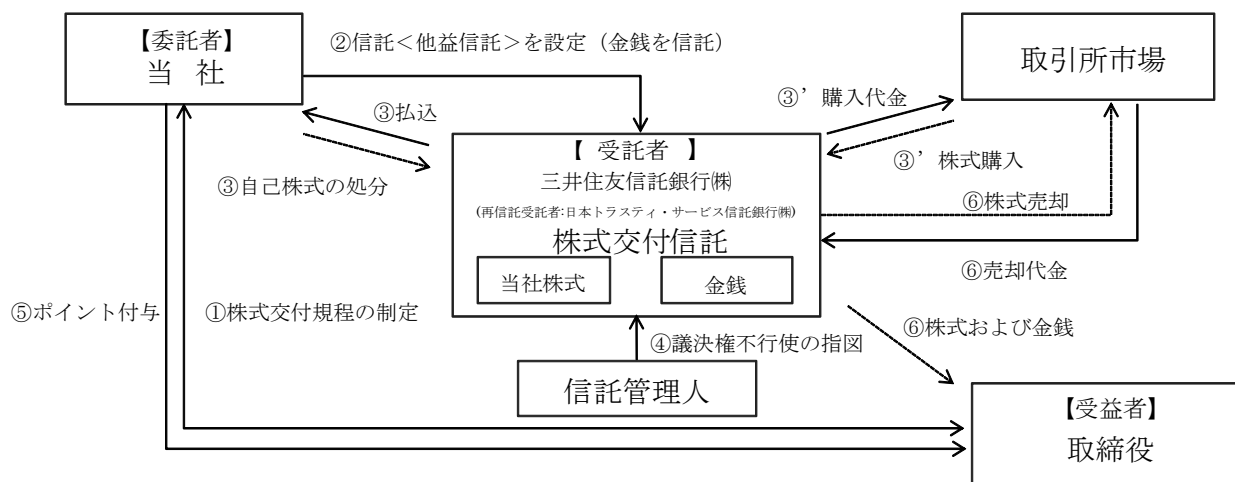 【委託者】
当 社
②信託<他益信託>を設定（金銭を信託）
取引所市場
③払込
③自己株式の処分
③’購入代金
③’株式購入
【 受託者 】
三井住友信託銀行㈱
(再信託受託者:日本トラスティ・サービス信託銀行㈱)
株式交付信託
当社株式
金銭
⑥株式売却
⑥売却代金
⑤ポイント付与
①株式交付規程の制定
④議決権不行使の指図
⑥株式および金銭
信託管理人
【受益者】
取締役